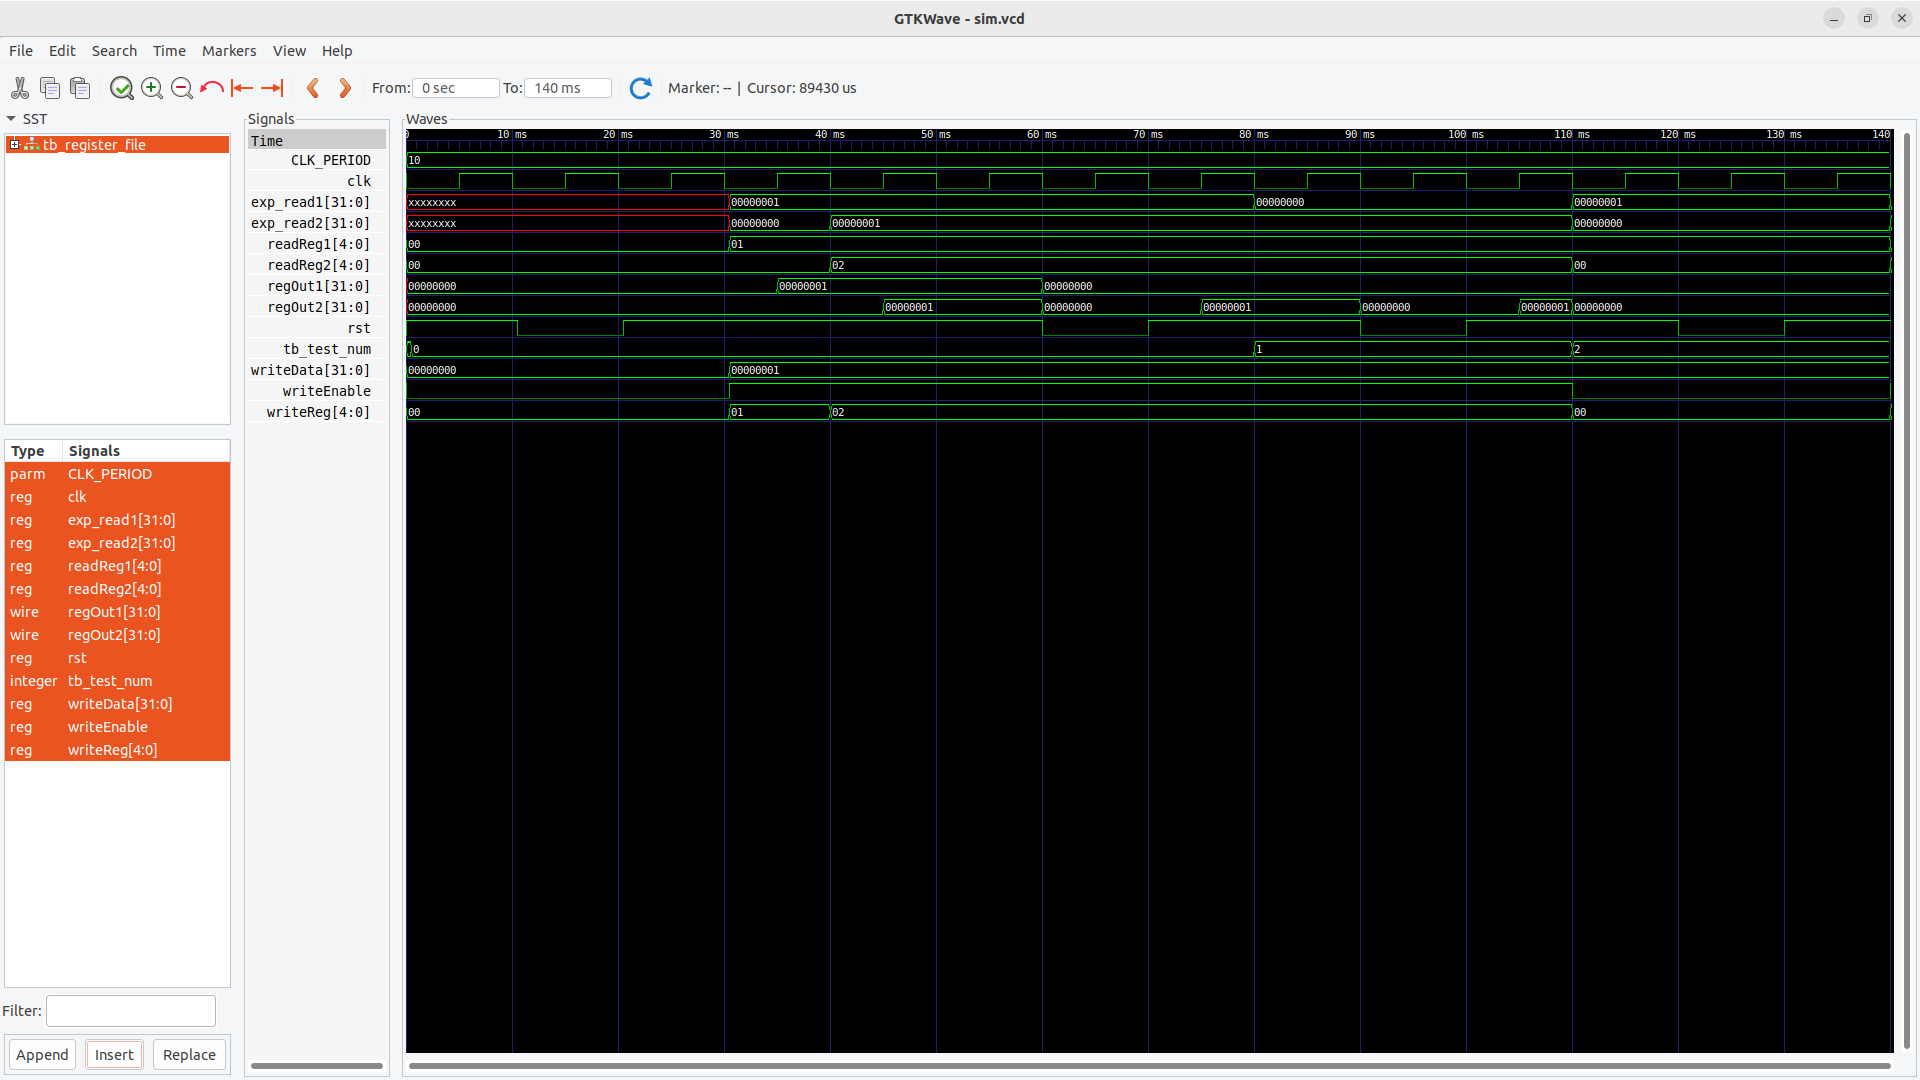 GTKWave - sim.vcd
File Edit Search Time Markers View Help
From: 0 sec To: 140 ms Marker: -- | Cursor: 89430 us
SST
tb_register_file
Type Signals
parm CLK_PERIOD
reg clk
reg exp_read1[31:0]
reg exp_read2[31:0]
reg readReg1[4:0]
reg readReg2[4:0]
wire regOut1[31:0]
wire regOut2[31:0]
reg rst
integer tb_test_num
reg writeData[31:0]
reg writeEnable
reg writeReg[4:0]
Filter:
Append Insert Replace
Signals
Time
CLK_PERIOD
clk
exp_read1[31:0]
exp_read2[31:0]
readReg1[4:0]
readReg2[4:0]
regOut1[31:0]
regOut2[31:0]
rst
tb_test_num
writeData[31:0]
writeEnable
writeReg[4:0]
Waves
0 10 ms 20 ms 30 ms 40 ms 50 ms 60 ms 70 ms 80 ms 90 ms 100 ms 110 ms 120 ms 130 ms 140
10
xxxxxxxx 00000001 00000000 00000001
xxxxxxxx 00000000 00000001 00000000
00 01
00 02 00
00000000 00000001 00000000
00000000 00000001 00000000 00000001 00000000 00000001 00000000
0 1 2
00000000 00000001
00 01 02 00